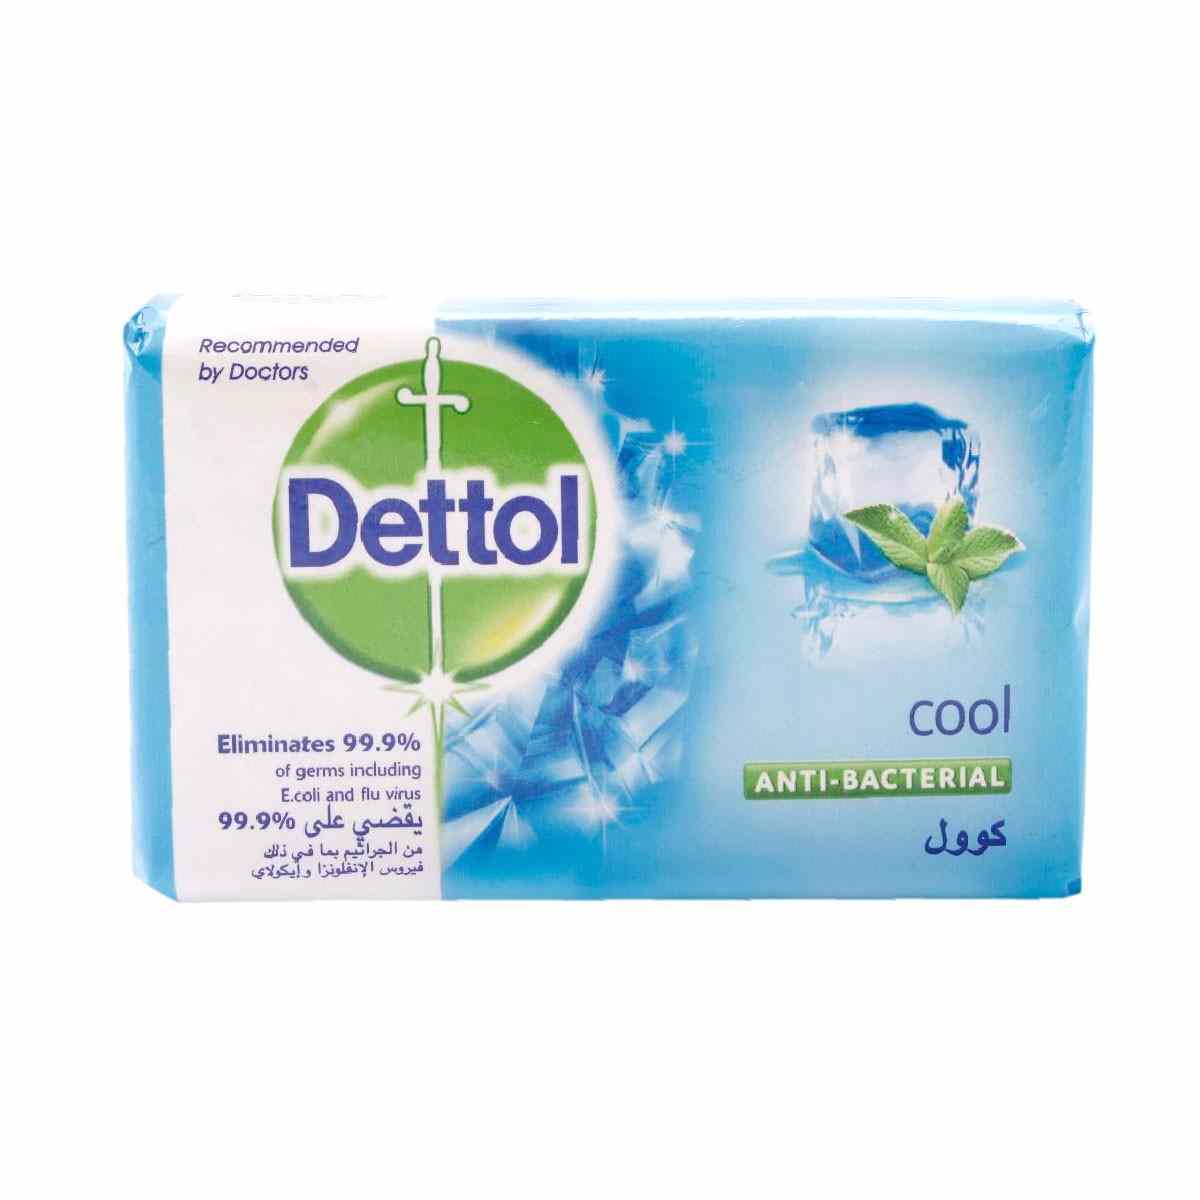 Recommended
by Doctors
Dettol
Eliminates 99.9%
of germs including
E.coli and flu virus
يقضي على 99.9%
من الجراثيم بما في ذلك
فيروس الإنفلونزا و إيكولاي
cool
ANTI-BACTERIAL
كوول